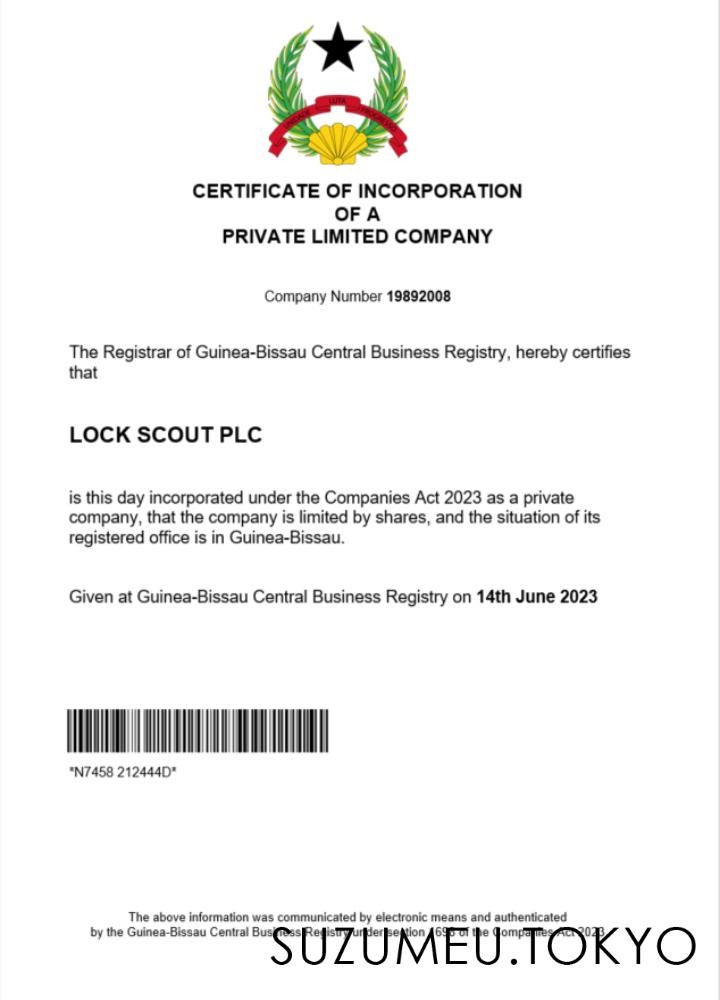 UNIDADE LUTA PROGRESSO
CERTIFICATE OF INCORPORATION
OF A
PRIVATE LIMITED COMPANY
Company Number 19892008
The Registrar of Guinea-Bissau Central Business Registry, hereby certifies
that
LOCK SCOUT PLC
is this day incorporated under the Companies Act 2023 as a private
company, that the company is limited by shares, and the situation of its
registered office is in Guinea-Bissau.
Given at Guinea-Bissau Central Business Registry on 14th June 2023
*N7458 212444D*
The above information was communicated by electronic means and authenticated
by the Guinea-Bissau Central Business Registry under section of the Companies Act 2023
SUZUMEU.TOKYO